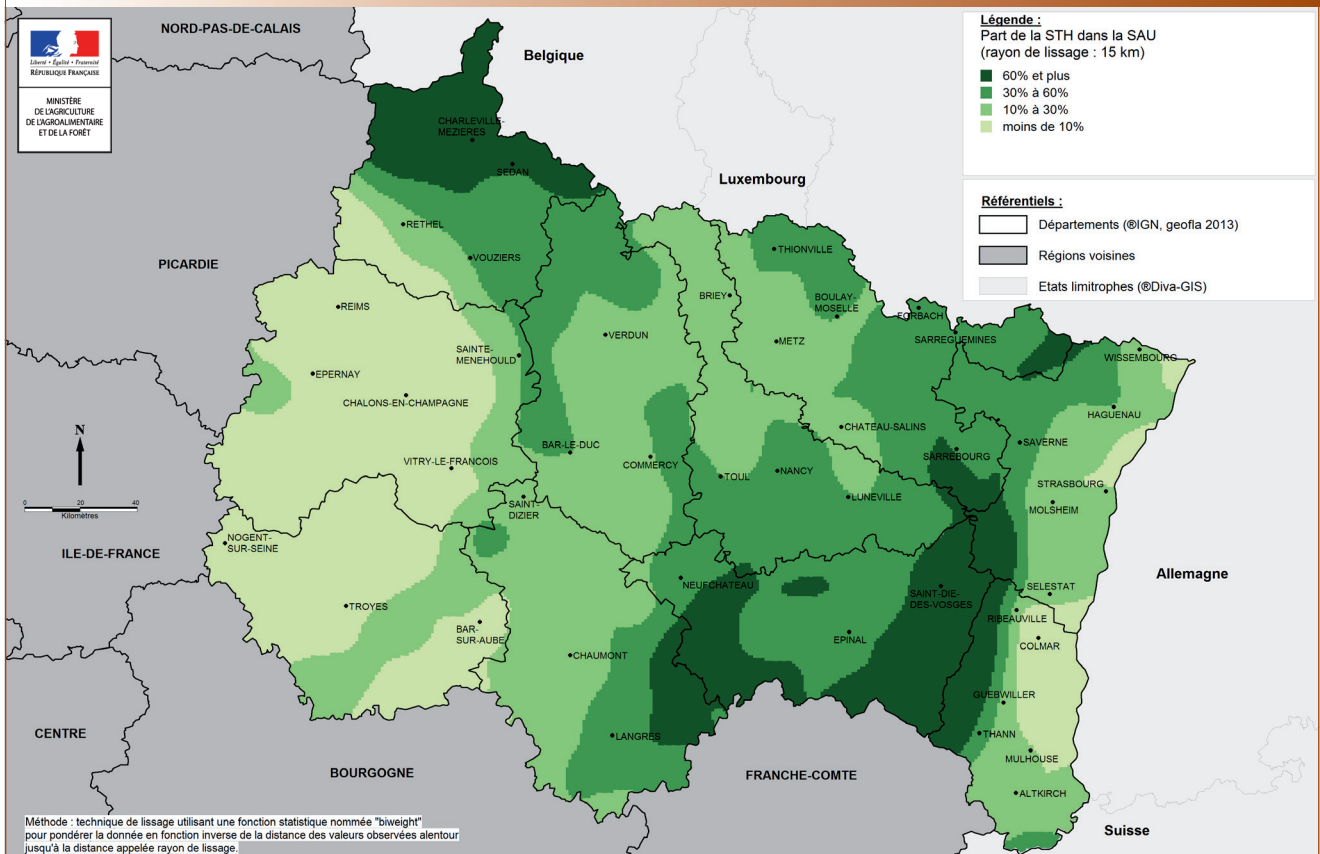 NORD-PAS-DE-CALAIS
Liberté • Égalité • Fraternité
RÉPUBLIQUE FRANÇAISE
MINISTÈRE
DE L'AGRICULTURE
DE L'AGROALIMENTAIRE
ET DE LA FORÊT
Belgique
Luxembourg
Légende :
Part de la STH dans la SAU
(rayon de lissage : 15 km)
60% et plus
30% à 60%
10% à 30%
moins de 10%
Référentiels :
Départements (®IGN, geofla 2013)
Régions voisines
Etats limitrophes (®Diva-GIS)
CHARLEVILLE-
MEZIERES
SEDAN
RETHEL
VOUZIERS
THIONVILLE
PICARDIE
REIMS
BRIEY
BOULAY-
MOSELLE
FORBACH
VERDUN
METZ
SARREGUEMINES
SAINTE-
MENEHOULD
WISSEMBOURG
EPERNAY
CHALONS-EN-CHAMPAGNE
HAGUENAU
N
CHATEAU-SALINS
SAVERNE
BAR-LE-DUC
COMMERCY
SARREBOURG
VITRY-LE-FRANCOIS
TOUL
NANCY
STRASBOURG
LUNEVILLE
MOLSHEIM
SAINT-
DIZIER
0 20 40
Kilomètres
NOGENT-
SUR-SEINE
ILE-DE-FRANCE
Allemagne
NEUFCHATEAU
SAINT-DIE-
DES-VOSGES
SELESTAT
TROYES
RIBEAUVILLE
BAR-
SUR-AUBE
EPINAL
COLMAR
CHAUMONT
GUEBWILLER
CENTRE
LANGRES
THANN
MULHOUSE
BOURGOGNE
FRANCHE-COMTE
ALTKIRCH
Suisse
Méthode : technique de lissage utilisant une fonction statistique nommée "biweight"
pour pondérer la donnée en fonction inverse de la distance des valeurs observées alentour
jusqu'à la distance appelée rayon de lissage.